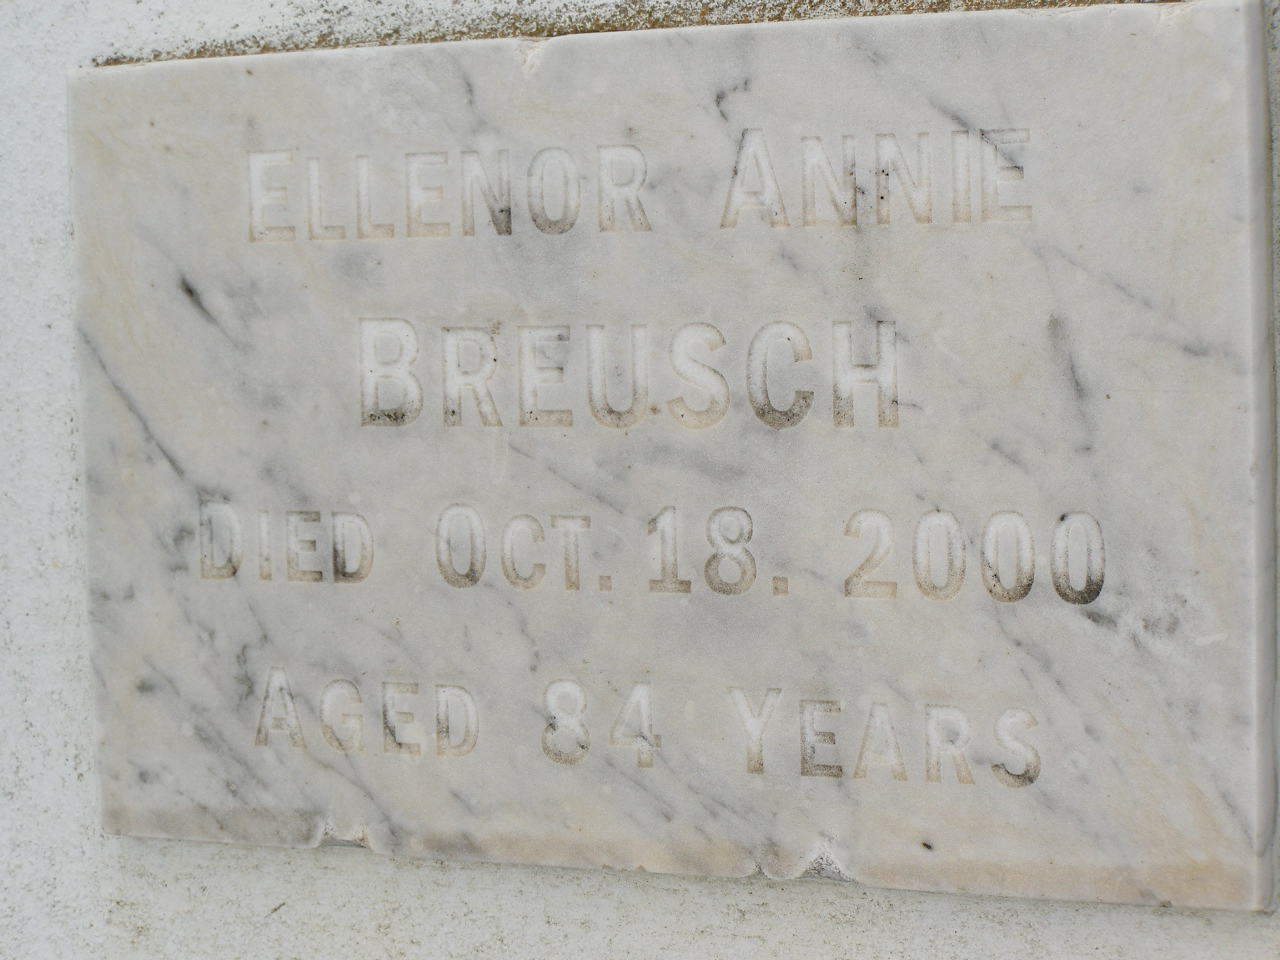 ELLENOR ANNIE
BREUSCH
DIED OCT. 18. 2000
AGED 84 YEARS